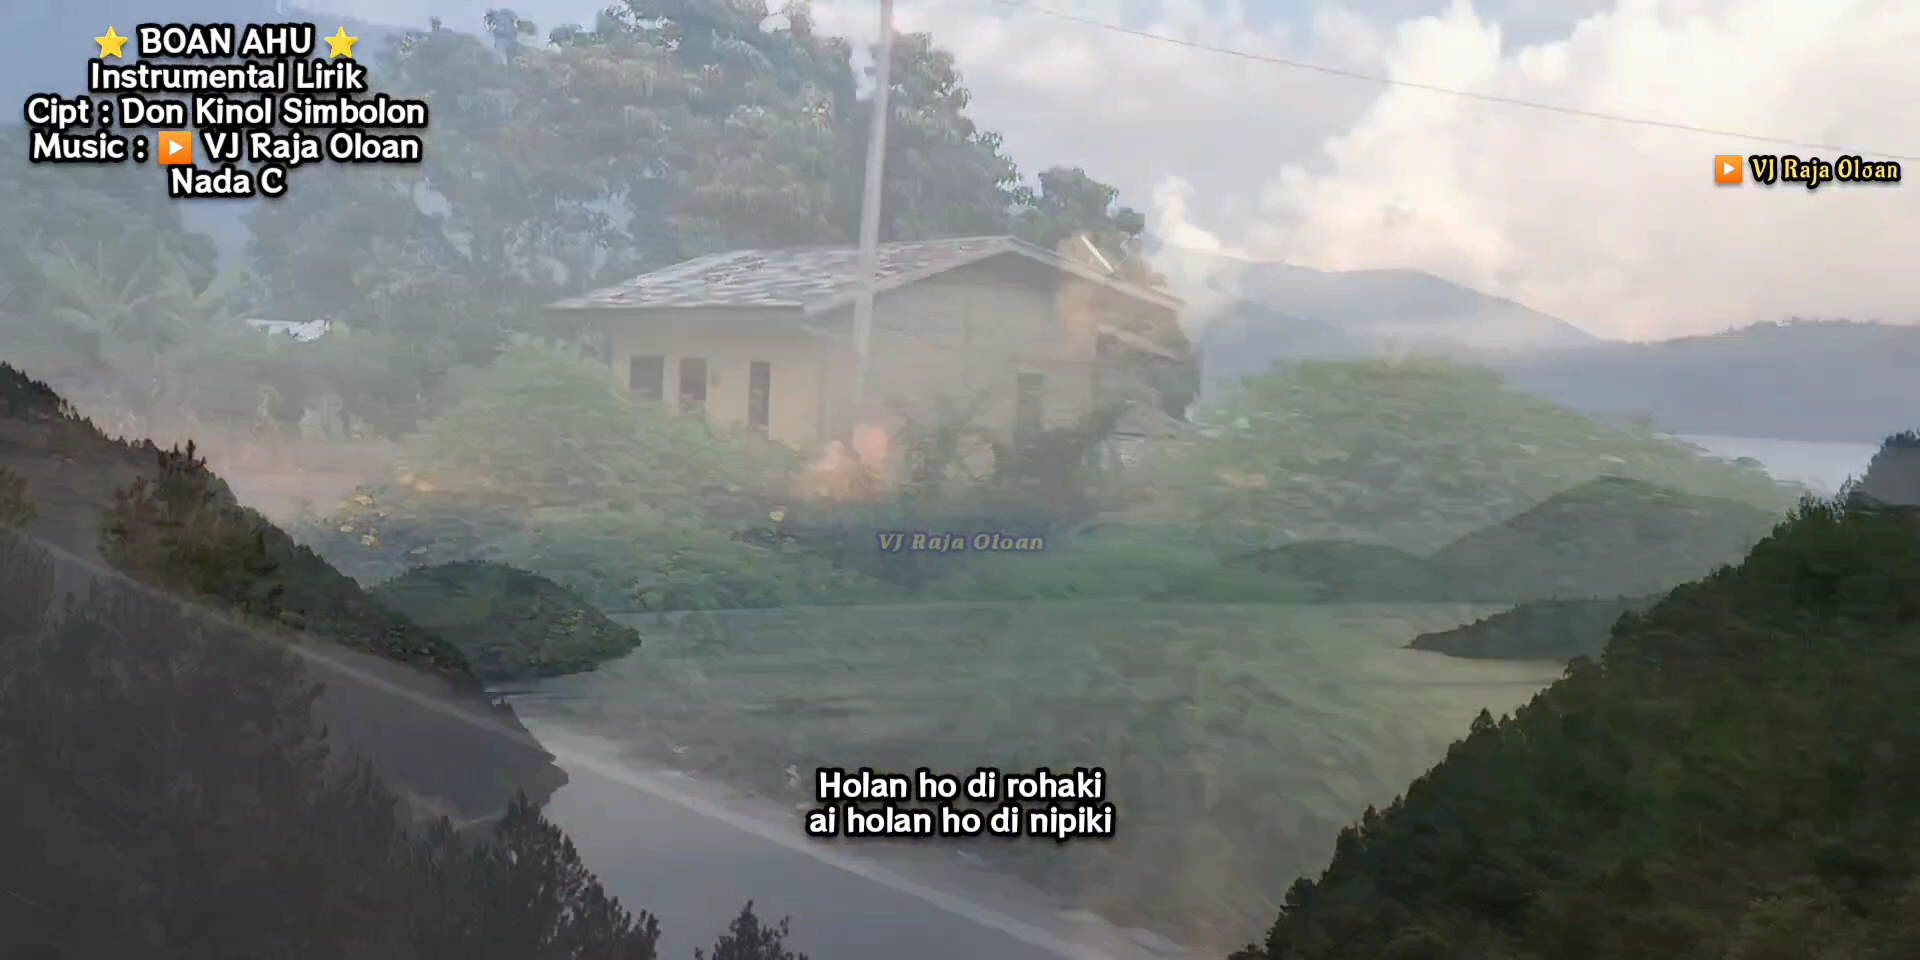 ⭐ BOAN AHU ⭐
Instrumental Lirik
Cipt : Don Kinol Simbolon
Music : ▶️ VJ Raja Oloan
Nada C
▶️ VJ Raja Oloan
VJ Raja Oloan
Holan ho di rohaki
ai holan ho di nipiki